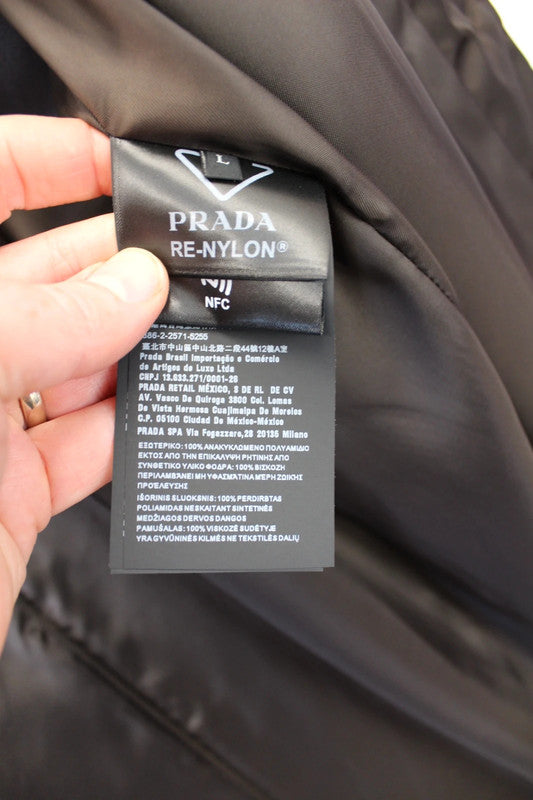 L
PRADA
RE-NYLON®
NFC
886-2-2571-5255
臺北市中山區中山北路二段44號12樓A室
Prada Brasil Importação e Comércio
de Artigos de Luxo Ltda
CNPJ 13.633.271/0001-28
PRADA RETAIL MÉXICO, S DE RL DE CV
AV. Vasco De Quiroga 3800 Col. Lomas
De Vista Hermosa Cuajimalpa De Morelos
C.P. 05100 Ciudad De México-México
PRADA SPA Via Fogazzaro,28 20135 Milano
ΕΞΩΤΕΡΙΚΟ: 100% ΑΝΑΚΥΚΛΩΜΕΝΟ ΠΟΛΥΑΜΙΔΙΟ
ΕΚΤΟΣ ΑΠΟ ΤΗΝ ΕΠΙΚΑΛΥΨΗ ΡΗΤΙΝΗΣ ΑΠΟ
ΣΥΝΘΕΤΙΚΟ ΥΛΙΚΟ ΦΟΔΡΑ: 100% ΒΙΣΚΟΖΗ
ΠΕΡΙΛΑΜΒΑΝΕΙ ΜΗ ΥΦΑΣΜΑΤΙΝΑ ΜΕΡΗ ΖΩΙΚΗΣ
ΠΡΟΈΛΕΥΣΗΣ
IŠORINIS SLUOKSNIS: 100% PERDIRBTAS
POLIAMIDAS NESKAITANT SINTETINĖS
MEDŽIAGOS DERVOS DANGOS
PAMUŠALAS: 100% VISKOZĖ SUDĖTYJE
YRA GYVŪNINĖS KILMĖS NE TEKSTILĖS DALIŲ